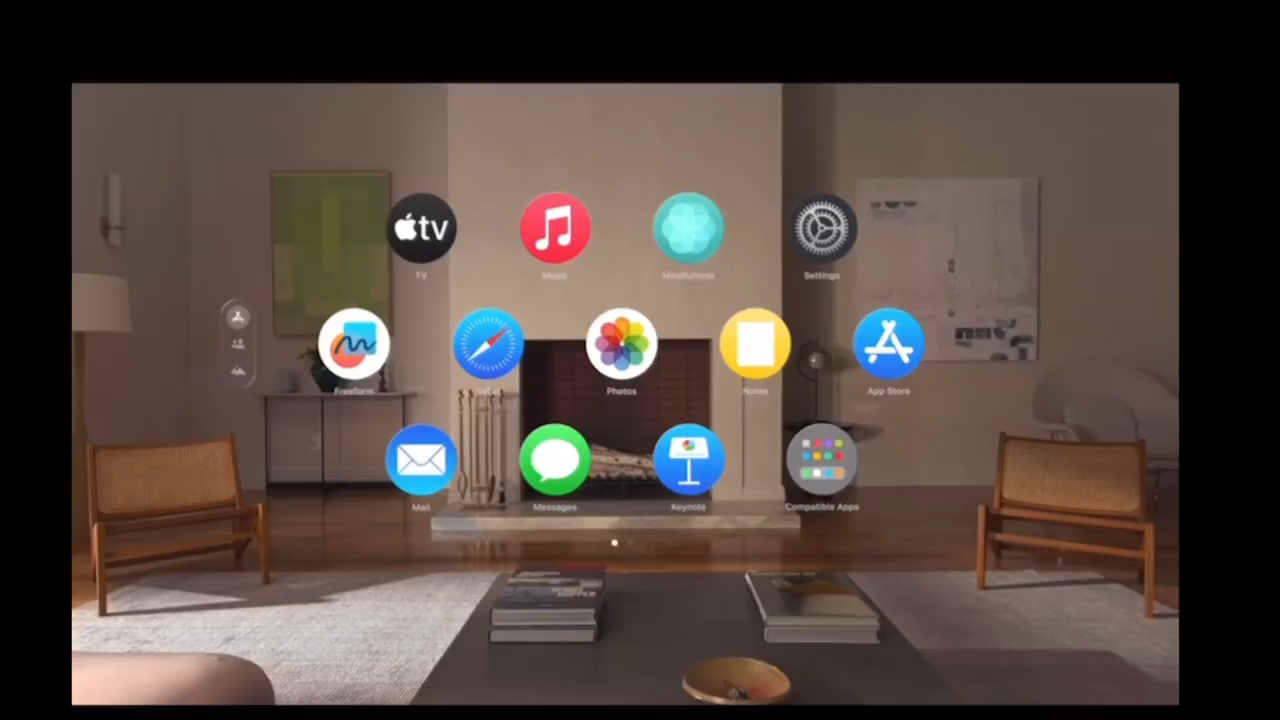 tv
TV
Music
Mindfulness
Settings
Freeform
Photos
Notes
App Store
Mail
Messages
Keynote
Compatible Apps